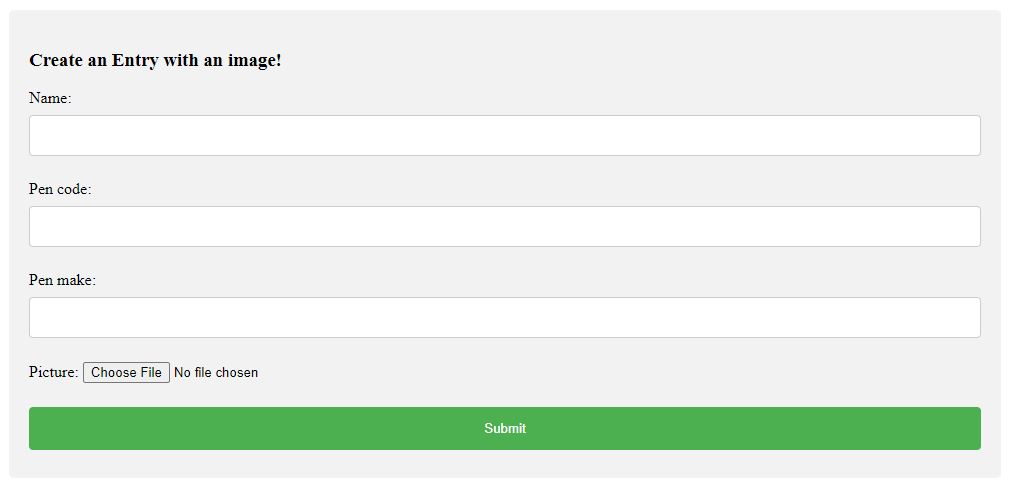 Create an Entry with an image!
Name:
Pen code:
Pen make:
Picture: Choose File No file chosen
Submit